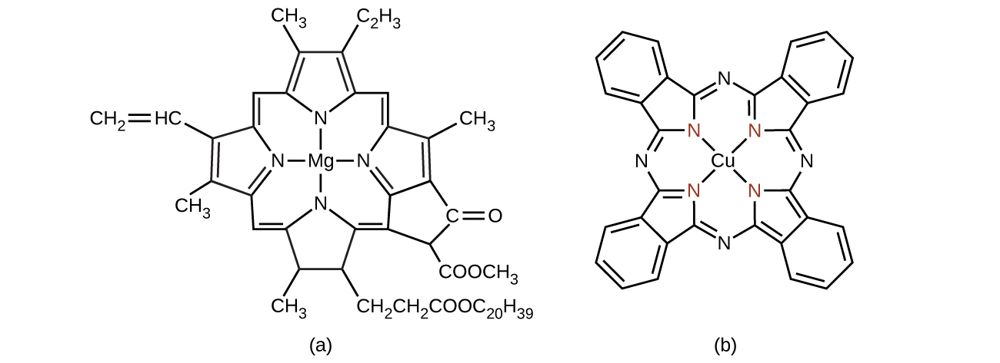 CH₃ C₂H₃
N
CH₂=HC CH₃
N Mg N
CH₃ N C=O
COOCH₃
CH₃ CH₂CH₂COOC₂₀H₃₉
(a)
N
N N
N Cu N
N N
N
(b)